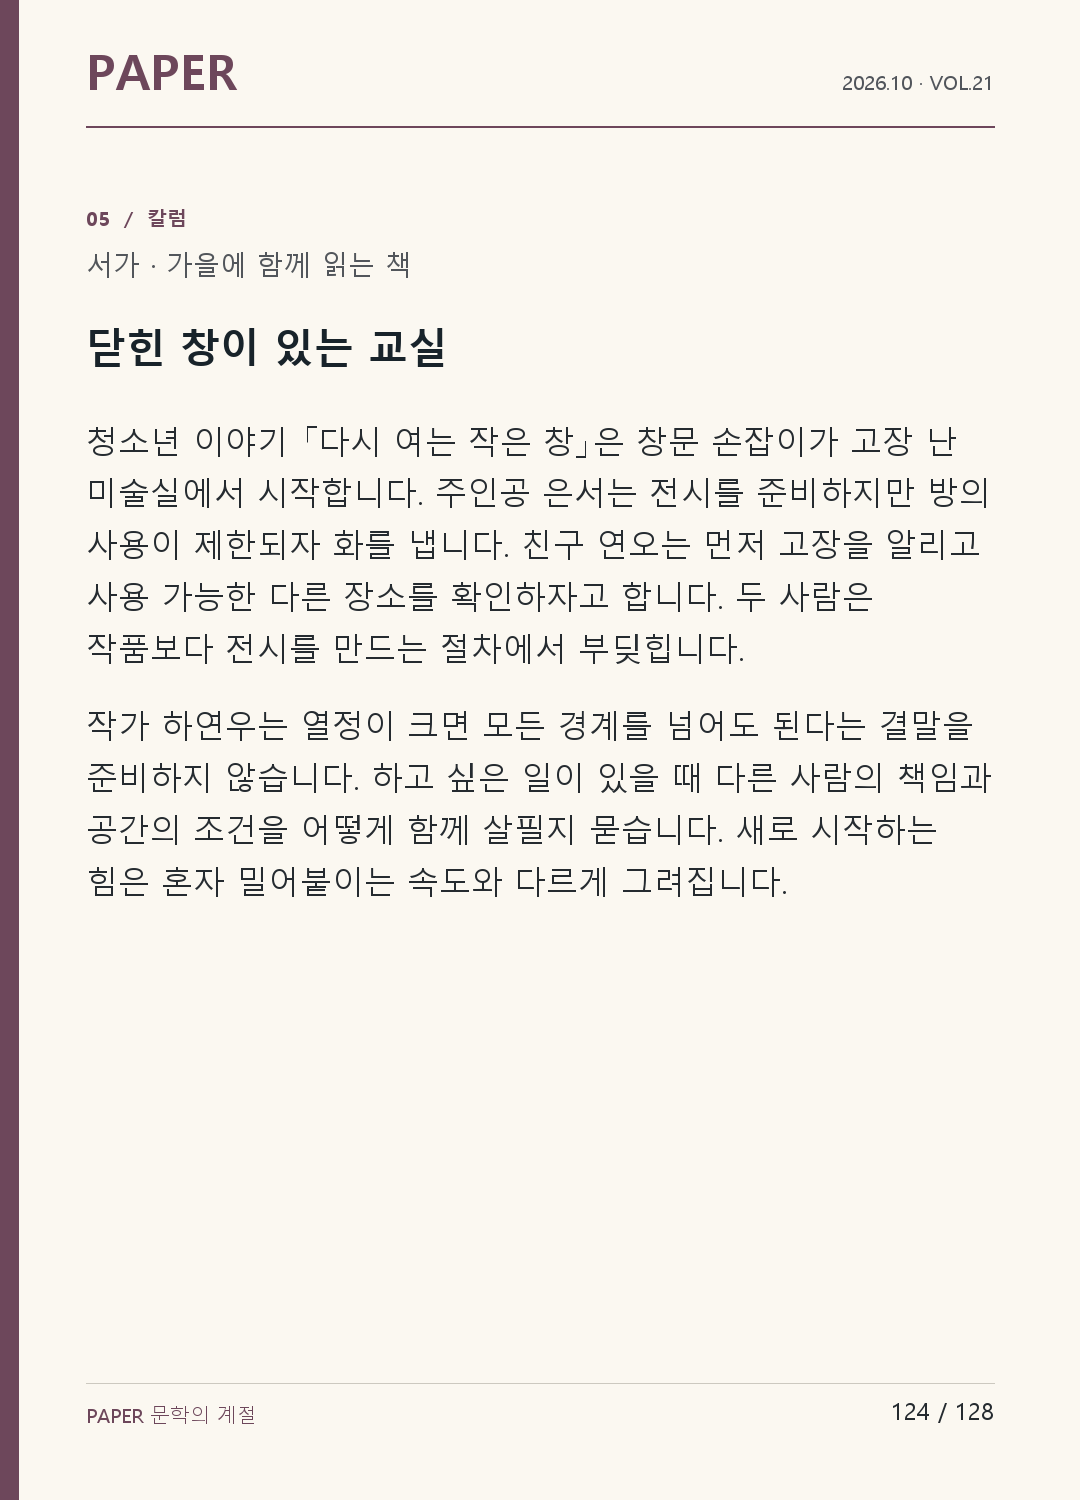 PAPER
2026.10 · VOL.21
05 / 칼럼
서가 · 가을에 함께 읽는 책
닫힌 창이 있는 교실
청소년 이야기 「다시 여는 작은 창」은 창문 손잡이가 고장 난
미술실에서 시작합니다. 주인공 은서는 전시를 준비하지만 방의
사용이 제한되자 화를 냅니다. 친구 연오는 먼저 고장을 알리고
사용 가능한 다른 장소를 확인하자고 합니다. 두 사람은
작품보다 전시를 만드는 절차에서 부딪힙니다.
작가 하연우는 열정이 크면 모든 경계를 넘어도 된다는 결말을
준비하지 않습니다. 하고 싶은 일이 있을 때 다른 사람의 책임과
공간의 조건을 어떻게 함께 살필지 묻습니다. 새로 시작하는
힘은 혼자 밀어붙이는 속도와 다르게 그려집니다.
PAPER 문학의 계절
124 / 128